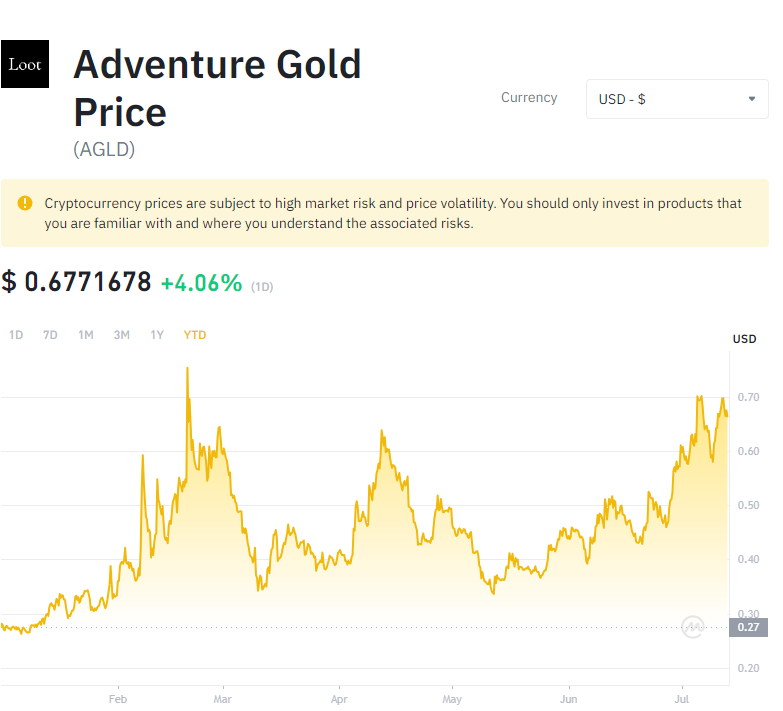 Loot
Adventure Gold
Price
(AGLD)
Currency
USD - $
Cryptocurrency prices are subject to high market risk and price volatility. You should only invest in products that
you are familiar with and where you understand the associated risks.
$ 0.6771678 +4.06% (1D)
1D 7D 1M 3M 1Y YTD
USD
0.70
0.60
0.50
0.40
0.30
0.27
0.20
Feb Mar Apr May Jun Jul